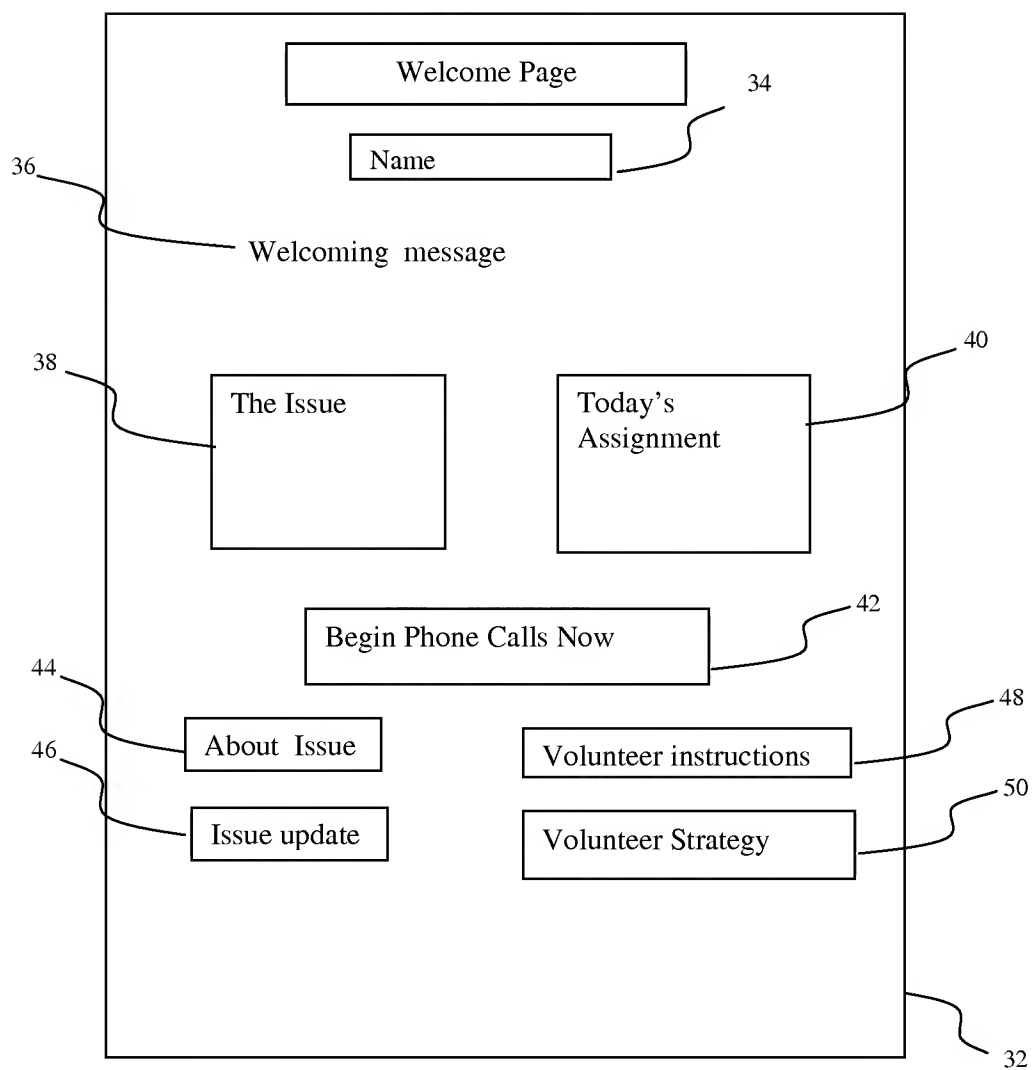 Welcome Page
34
Name
36
Welcoming message
40
38
The Issue
Today's
Assignment
42
Begin Phone Calls Now
44
About Issue
48
Volunteer instructions
46
50
Issue update
Volunteer Strategy
32